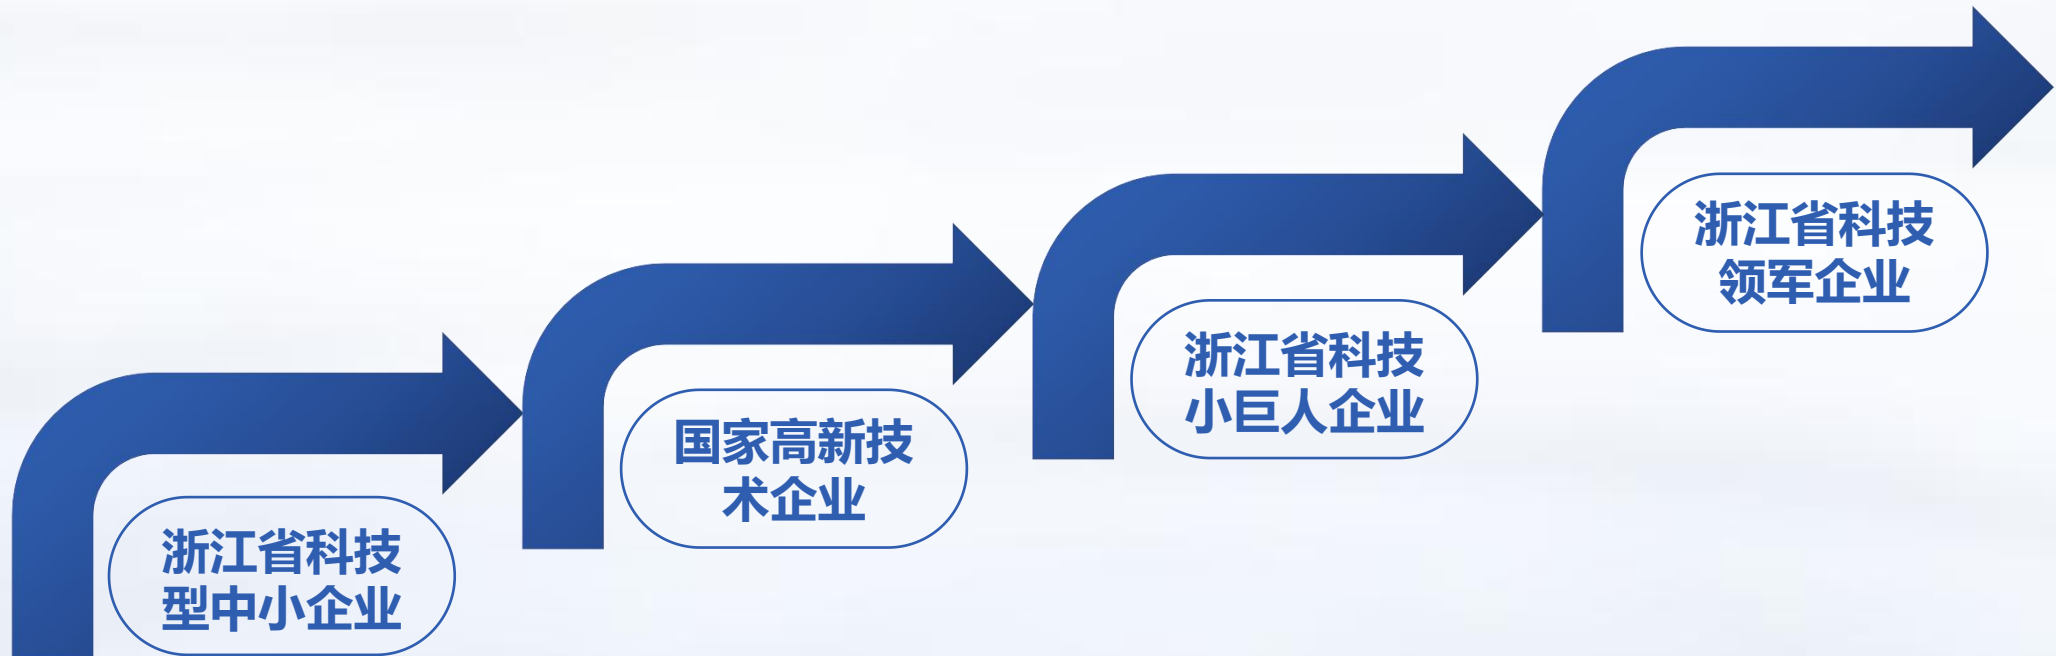 浙江省科技
型中小企业
国家高新技
术企业
浙江省科技
小巨人企业
浙江省科技
领军企业